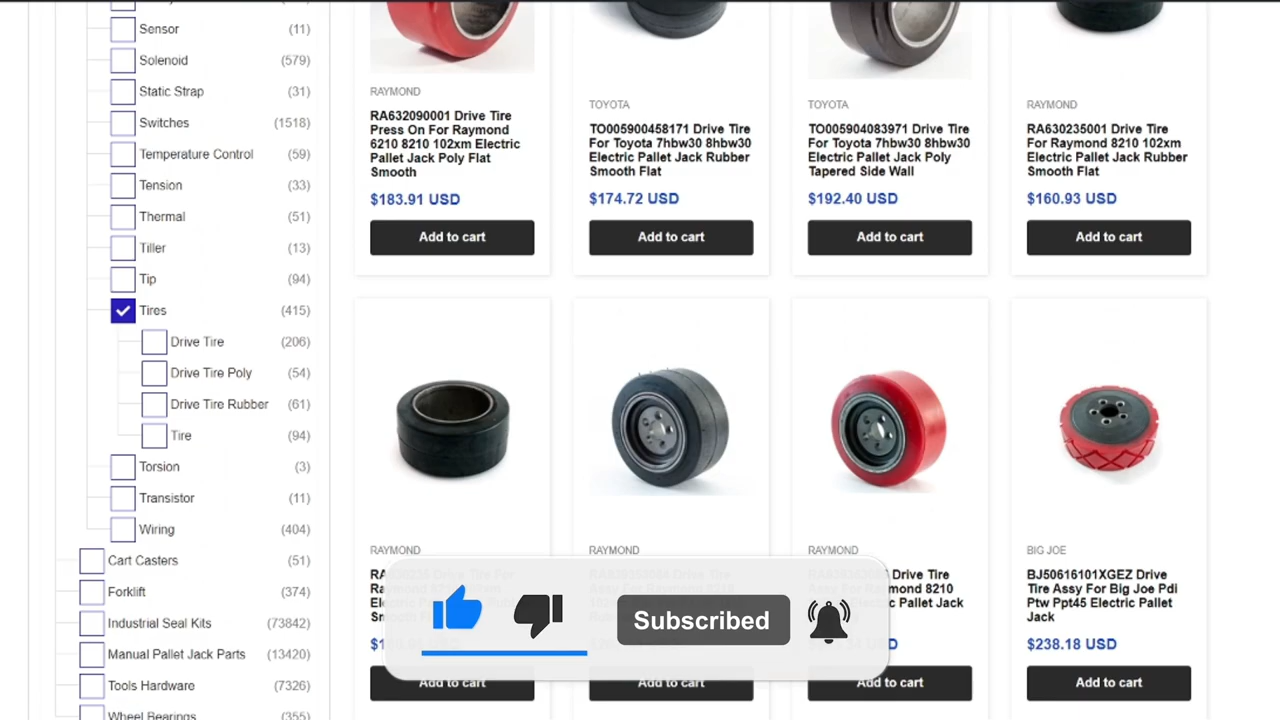 Sensor (11)
Solenoid (579)
Static Strap (31)
Switches (1518)
Temperature Control (59)
Tension (33)
Thermal (51)
Tiller (13)
Tip (94)
Tires (415)
Drive Tire (206)
Drive Tire Poly (54)
Drive Tire Rubber (61)
Tire (94)
Torsion (3)
Transistor (11)
Wiring (404)
Cart Casters (51)
Forklift (374)
Industrial Seal Kits (73842)
Manual Pallet Jack Parts (13420)
Tools Hardware (7326)
Wheel Bearings (355)
RAYMOND
RA632090001 Drive Tire
Press On For Raymond
6210 8210 102xm Electric
Pallet Jack Poly Flat
Smooth
$183.91 USD
Add to cart
TOYOTA
TO005900458171 Drive Tire
For Toyota 7hbw30 8hbw30
Electric Pallet Jack Rubber
Smooth Flat
$174.72 USD
Add to cart
TOYOTA
TO005904083971 Drive Tire
For Toyota 7hbw30 8hbw30
Electric Pallet Jack Poly
Tapered Side Wall
$192.40 USD
Add to cart
RAYMOND
RA630235001 Drive Tire
For Raymond 8210 102xm
Electric Pallet Jack Rubber
Smooth Flat
$160.93 USD
Add to cart
RAYMOND
Add to cart
RAYMOND
Add to cart
RAYMOND
Drive Tire
8210
Jack
Add to cart
BIG JOE
BJ50616101XGEZ Drive
Tire Assy For Big Joe Pdi
Ptw Ppt45 Electric Pallet
Jack
$238.18 USD
Add to cart
Subscribed